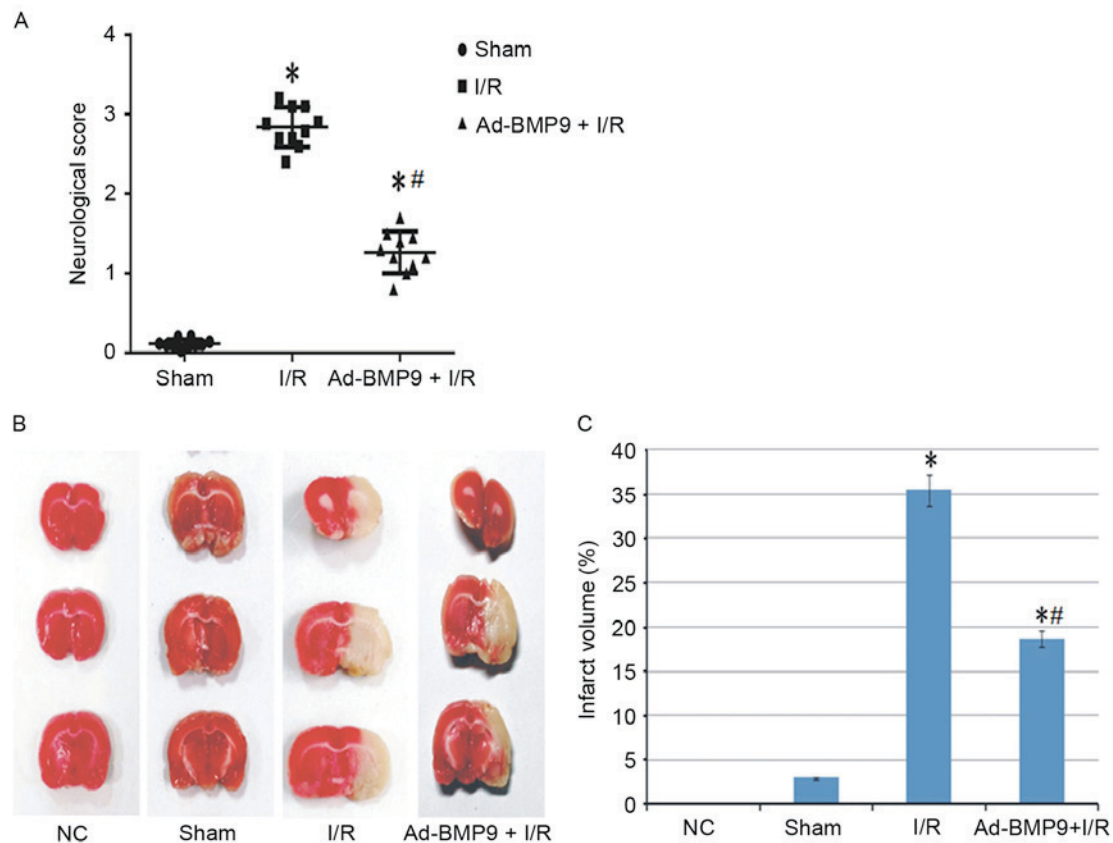 A
4
3
2
1
0
Neurological score
*
*#
Sham
I/R
Ad-BMP9 + I/R
Sham
I/R
Ad-BMP9 + I/R
B
NC
Sham
I/R
Ad-BMP9 + I/R
C
40
35
30
25
20
15
10
5
0
Infarct volume (%)
*
*#
NC
Sham
I/R
Ad-BMP9+I/R